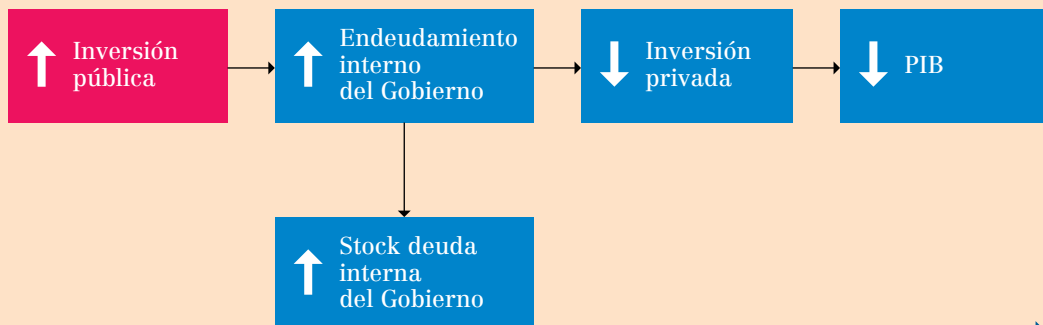 Inversión
pública
Endeudamiento
interno
del Gobierno
Inversión
privada
PIB
Stock deuda
interna
del Gobierno